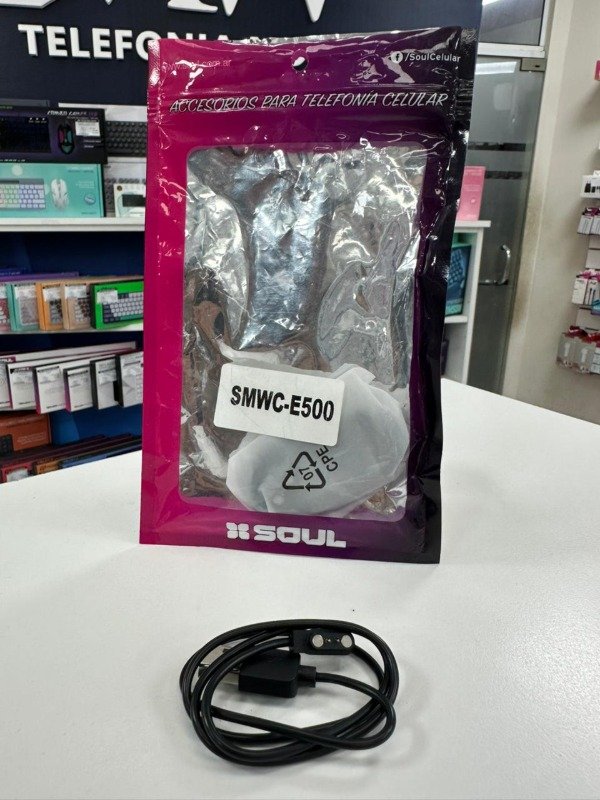 TELEFONIA
/SoulCelular
ACCESORIOS PARA TELEFONÍA CELULAR
SMWC-E500
07
CPE
SOUL